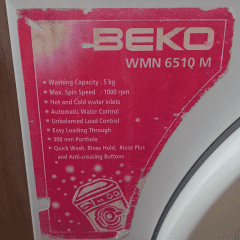 BEKO
WMN 6510 M
• Washing Capacity : 5 kg
• Max. Spin Speed : 1000 rpm
• Hot and Cold water inlets
• Automatic Water Control
• Unbalanced Load Control
• Easy Loading Through
• 300 mm Porthole
• Quick Wash, Rinse Hold, Rinse Plus
and Anti-creasing Buttons